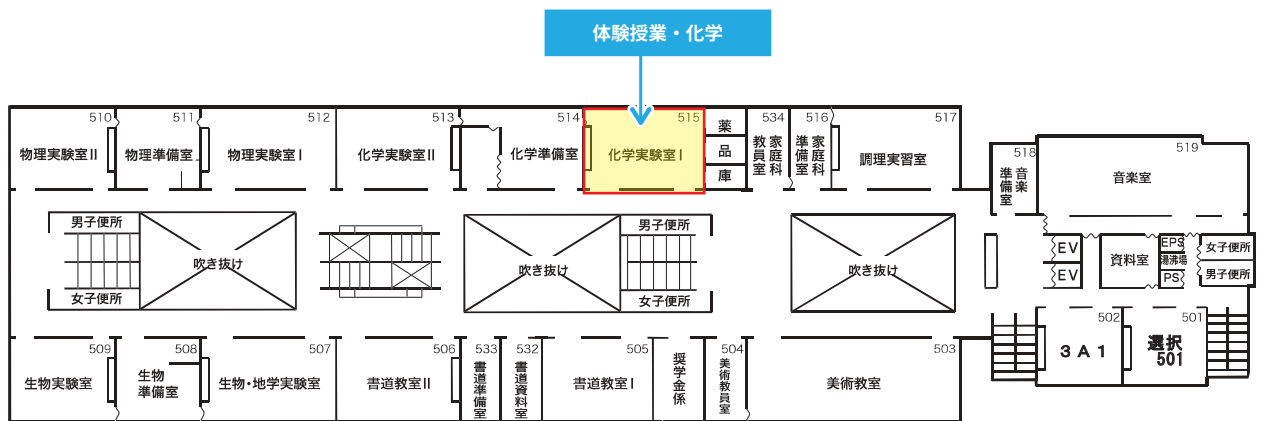 体験授業・化学
510
511
512
513
514
515
534
516
517
518
519
物理実験室Ⅱ
物理準備室
物理実験室Ⅰ
化学実験室Ⅱ
化学準備室
化学実験室Ⅰ
薬
品
庫
家庭科
教員室
家庭科
準備室
調理実習室
音楽
準備室
音楽室
男子便所
女子便所
吹き抜け
吹き抜け
男子便所
女子便所
吹き抜け
EV
EV
資料室
EPS
湯沸場
PS
女子便所
男子便所
509
508
507
506
533
532
505
504
503
502
501
生物実験室
生物
準備室
生物・地学実験室
書道教室Ⅱ
書道準備室
書道資料室
書道教室Ⅰ
奨学金係
美術教員室
美術教室
3A1
選択
501